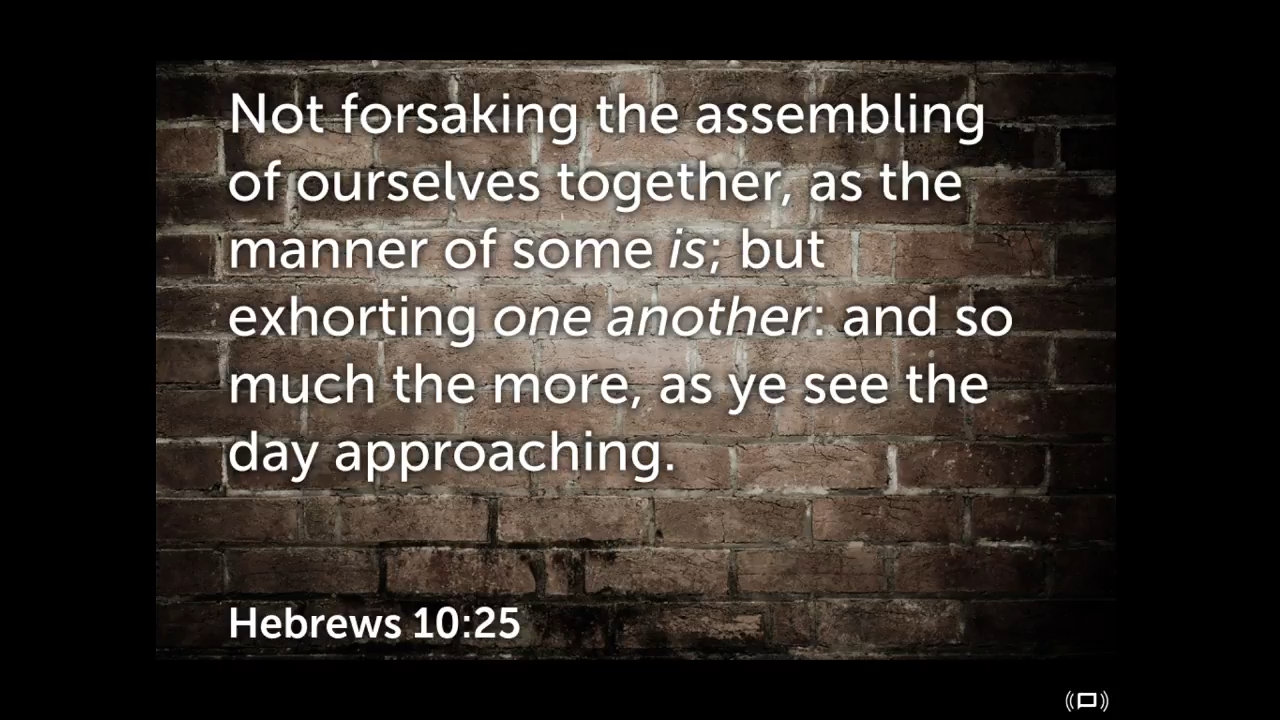 Not forsaking the assembling
of ourselves together, as the
manner of some is; but
exhorting one another: and so
much the more, as ye see the
day approaching.
Hebrews 10:25